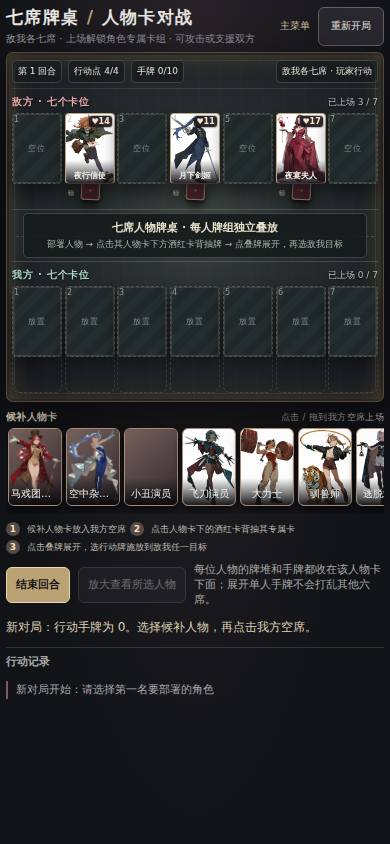 七席牌桌 / 人物卡对战
敌我各七席 · 上场解锁角色专属卡组 · 可攻击或支援双方
主菜单
重新开局
第 1 回合
行动点 4/4
手牌 0/10
敌我各七席 · 玩家行动
敌方 · 七个卡位
已上场 3 / 7
1
空位
♥14
夜行信使
3
空位
♥11
月下剑姬
5
空位
♥17
夜宴夫人
7
空位
七席人物牌桌 · 每人牌组独立叠放
部署人物 → 点击其人物卡下方酒红卡背抽牌 → 点击展开，再选敌我目标
我方 · 七个卡位
已上场 0 / 7
1
放置
2
放置
3
放置
4
放置
5
放置
6
放置
7
放置
候补人物卡
点击 / 拖到我方空席上场
马戏团…
空中杂…
小丑演员
飞刀演员
大力士
驯兽师
1 候补人物卡放入我方空席
2 点击人物卡下的酒红卡背抽其专属卡
3 点击叠牌展开，选行动牌施放到敌我任一目标
结束回合
放大查看所选人物
每位人物的牌堆和手牌都收在该人物卡
下面；展开单人手牌不会打乱其他六
席。
新对局：行动手牌为 0。选择候补人物，再点击我方空席。
行动记录
新对局开始：请选择第一名要部署的角色